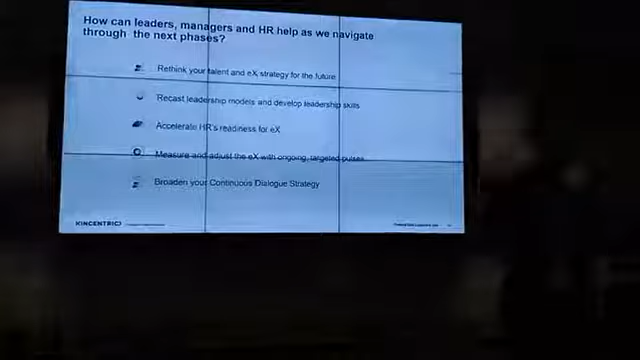 How can leaders, managers and HR help as we navigate
through the next phases?
Rethink your talent and eX strategy for the future
Recast leadership models and develop leadership skills
Accelerate HR's readiness for eX
Measure and adjust the eX with ongoing, targeted pulses
Broaden your Continuous Dialogue Strategy
KINCENTRIC